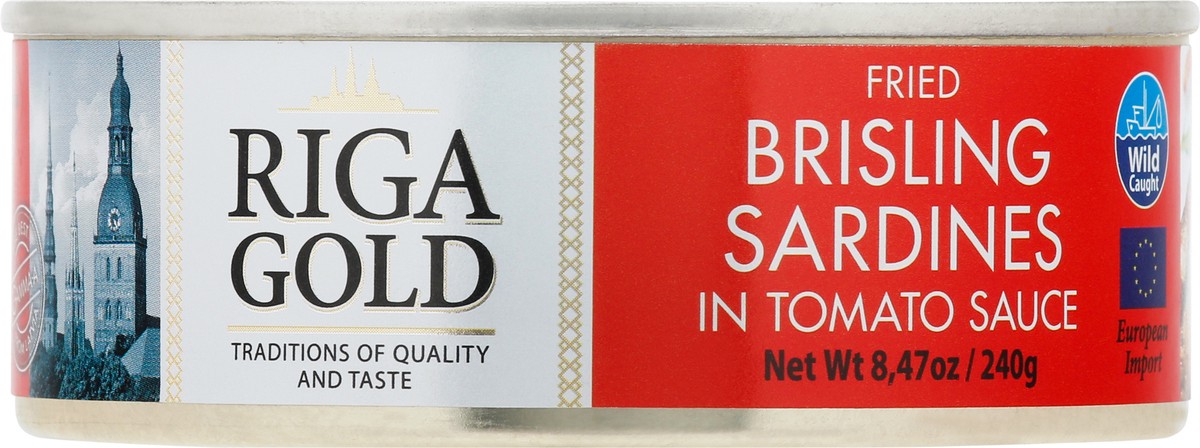 RIGA
GOLD
TRADITIONS OF QUALITY
AND TASTE
FRIED
BRISLING
SARDINES
IN TOMATO SAUCE
Net Wt 8,47oz / 240g
Wild
Caught
European
Import